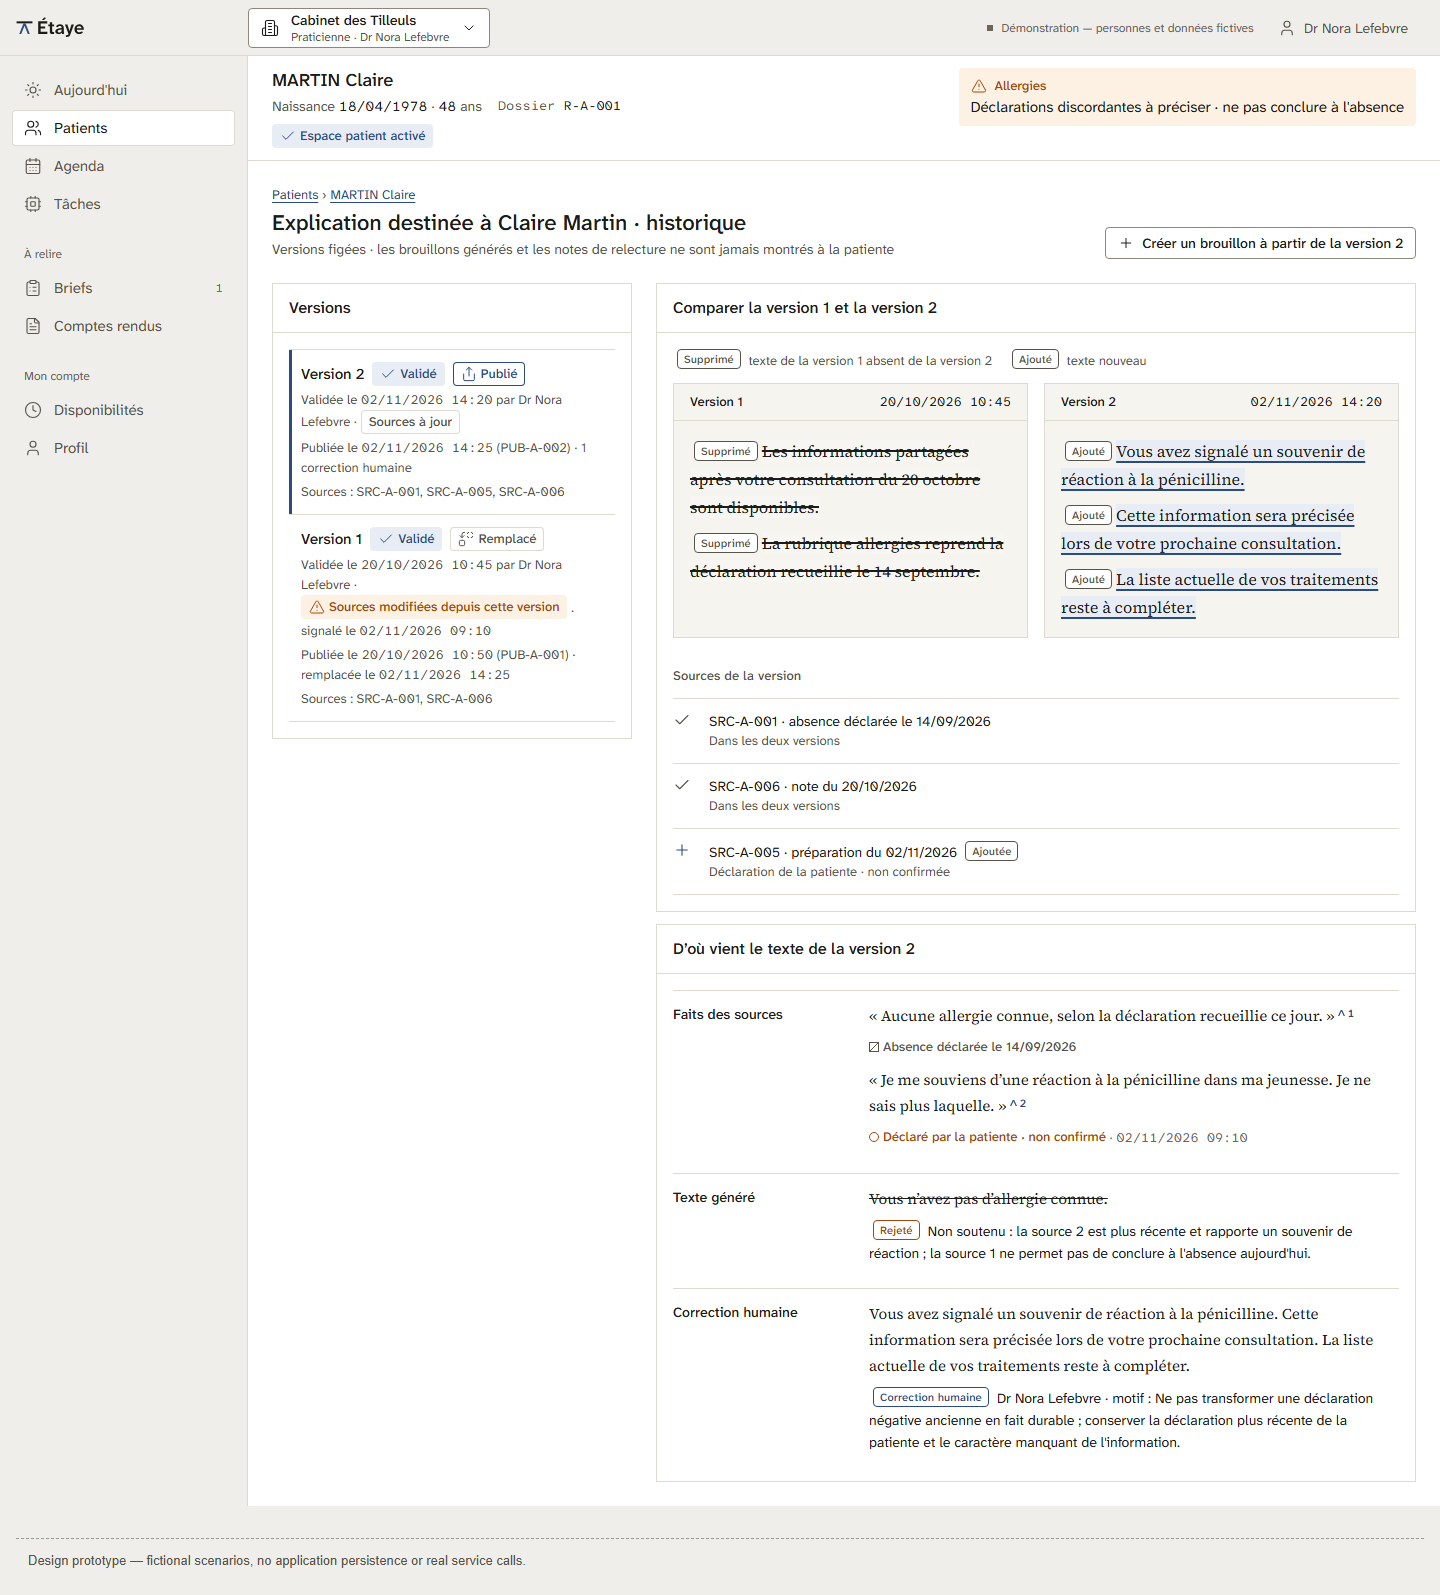 Étaye
Cabinet des Tilleuls
Praticienne · Dr Nora Lefebvre
Démonstration — personnes et données fictives
Dr Nora Lefebvre
Aujourd'hui
Patients
Agenda
Tâches
À relire
Briefs 1
Comptes rendus
Mon compte
Disponibilités
Profil
MARTIN Claire
Naissance 18/04/1978 · 48 ans Dossier R-A-001
Espace patient activé
Allergies
Déclarations discordantes à préciser · ne pas conclure à l'absence
Patients › MARTIN Claire
Explication destinée à Claire Martin · historique
Versions figées · les brouillons générés et les notes de relecture ne sont jamais montrés à la patiente
Créer un brouillon à partir de la version 2
Versions
Version 2 Validé Publié
Validée le 02/11/2026 14:20 par Dr Nora
Lefebvre · Sources à jour
Publiée le 02/11/2026 14:25 (PUB-A-002) · 1
correction humaine
Sources : SRC-A-001, SRC-A-005, SRC-A-006
Version 1 Validé Remplacé
Validée le 20/10/2026 10:45 par Dr Nora
Lefebvre ·
Sources modifiées depuis cette version .
signalé le 02/11/2026 09:10
Publiée le 20/10/2026 10:50 (PUB-A-001) ·
remplacée le 02/11/2026 14:25
Sources : SRC-A-001, SRC-A-006
Comparer la version 1 et la version 2
Supprimé texte de la version 1 absent de la version 2 Ajouté texte nouveau
Version 1 20/10/2026 10:45
Supprimé Les informations partagées
après votre consultation du 20 octobre
sont disponibles.
Supprimé La rubrique allergies reprend la
déclaration recueillie le 14 septembre.
Version 2 02/11/2026 14:20
Ajouté Vous avez signalé un souvenir de
réaction à la pénicilline.
Ajouté Cette information sera précisée
lors de votre prochaine consultation.
Ajouté La liste actuelle de vos traitements
reste à compléter.
Sources de la version
SRC-A-001 · absence déclarée le 14/09/2026
Dans les deux versions
SRC-A-006 · note du 20/10/2026
Dans les deux versions
SRC-A-005 · préparation du 02/11/2026 Ajoutée
Déclaration de la patiente · non confirmée
D’où vient le texte de la version 2
Faits des sources
« Aucune allergie connue, selon la déclaration recueillie ce jour. » ^ 1
Absence déclarée le 14/09/2026
« Je me souviens d’une réaction à la pénicilline dans ma jeunesse. Je ne
sais plus laquelle. » ^ 2
Déclaré par la patiente · non confirmé · 02/11/2026 09:10
Texte généré
Vous n’avez pas d’allergie connue.
Rejeté Non soutenu : la source 2 est plus récente et rapporte un souvenir de
réaction ; la source 1 ne permet pas de conclure à l'absence aujourd'hui.
Correction humaine
Vous avez signalé un souvenir de réaction à la pénicilline. Cette
information sera précisée lors de votre prochaine consultation. La liste
actuelle de vos traitements reste à compléter.
Correction humaine Dr Nora Lefebvre · motif : Ne pas transformer une déclaration
négative ancienne en fait durable ; conserver la déclaration plus récente de la
patiente et le caractère manquant de l'information.
Design prototype — fictional scenarios, no application persistence or real service calls.